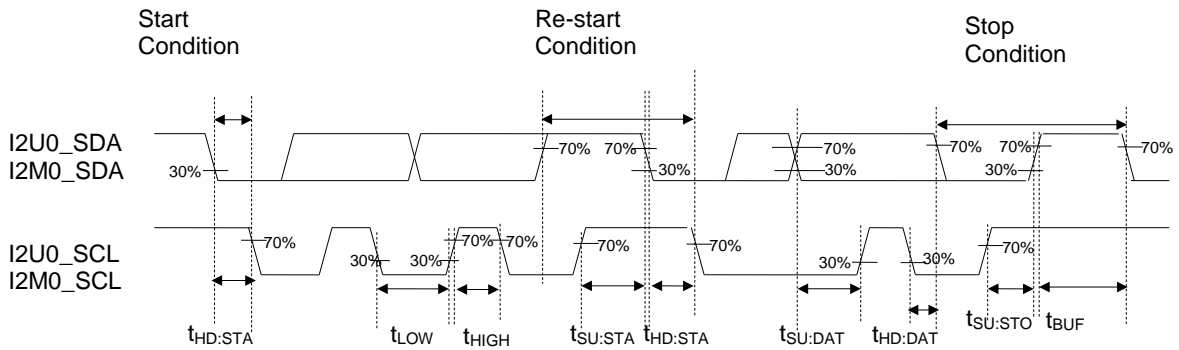 Start
Condition
Re-start
Condition
Stop
Condition
I2U0_SDA
I2M0_SDA
30%
70%
70%
30%
70%
30%
70%
30%
70%
70%
I2U0_SCL
I2M0_SCL
70%
30%
30%
70%
70%
70%
70%
30%
30%
70%
tHD:STA
tLOW
tHIGH
tSU:STA
tHD:STA
tSU:DAT
tHD:DAT
tSU:STO
tBUF